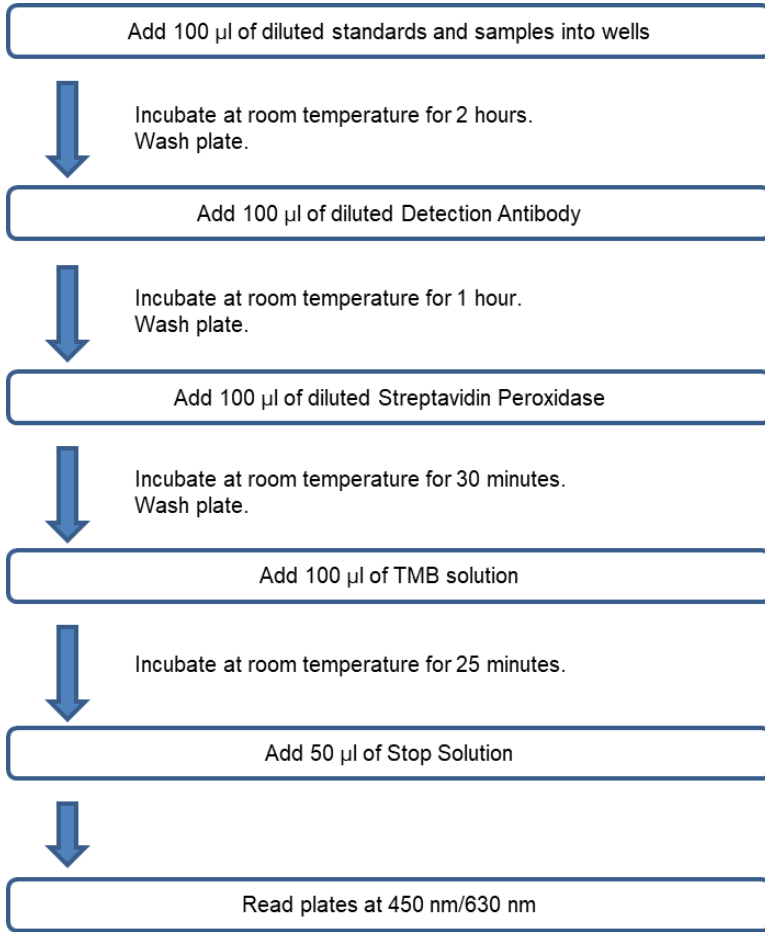 Add 100 µl of diluted standards and samples into wells
Incubate at room temperature for 2 hours.
Wash plate.
Add 100 µl of diluted Detection Antibody
Incubate at room temperature for 1 hour.
Wash plate.
Add 100 µl of diluted Streptavidin Peroxidase
Incubate at room temperature for 30 minutes.
Wash plate.
Add 100 µl of TMB solution
Incubate at room temperature for 25 minutes.
Add 50 µl of Stop Solution
Read plates at 450 nm/630 nm